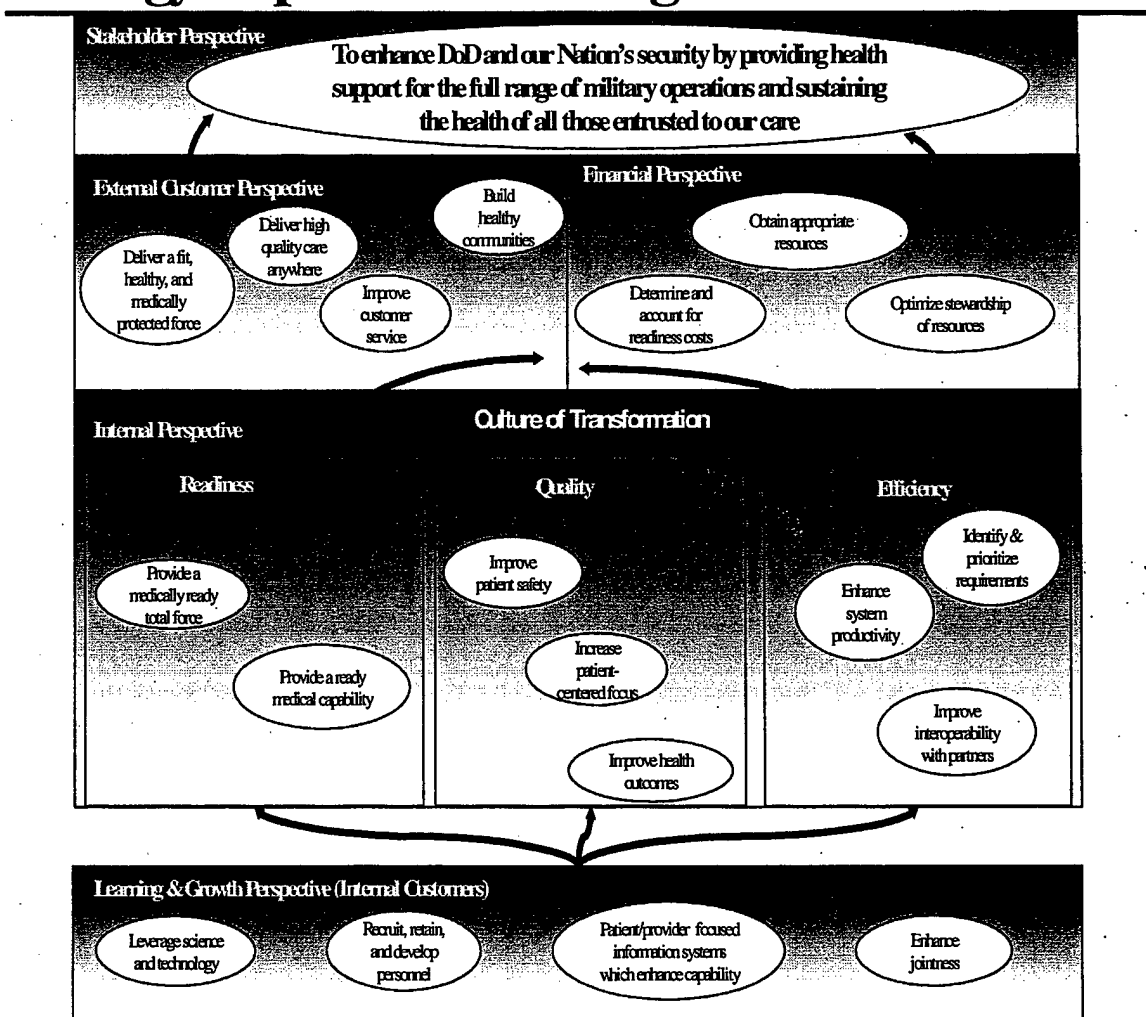 Stakeholder Perspective
To enhance DoD and our Nation's security by providing health
support for the full range of military operations and sustaining
the health of all those entrusted to our care
External Customer Perspective
Deliver a fit,
healthy, and
medically
protected force
Deliver high
quality care
anywhere
Improve
customer
service
Build
healthy
communities
Financial Perspective
Obtain appropriate
resources
Determine and
account for
readiness costs
Optimize stewardship
of resources
Internal Perspective
Culture of Transformation
Readiness
Provide a
medically ready
total force
Provide a ready
medical capability
Quality
Improve
patient safety
Increase
patient-
centered focus
Improve health
outcomes
Efficiency
Identify &
prioritize
requirements
Enhance
system
productivity
Improve
interoperability
with partners
Learning & Growth Perspective (Internal Customers)
Leverage science
and technology
Recruit, retain,
and develop
personnel
Patient/provider focused
information systems
which enhance capability
Enhance
jointness